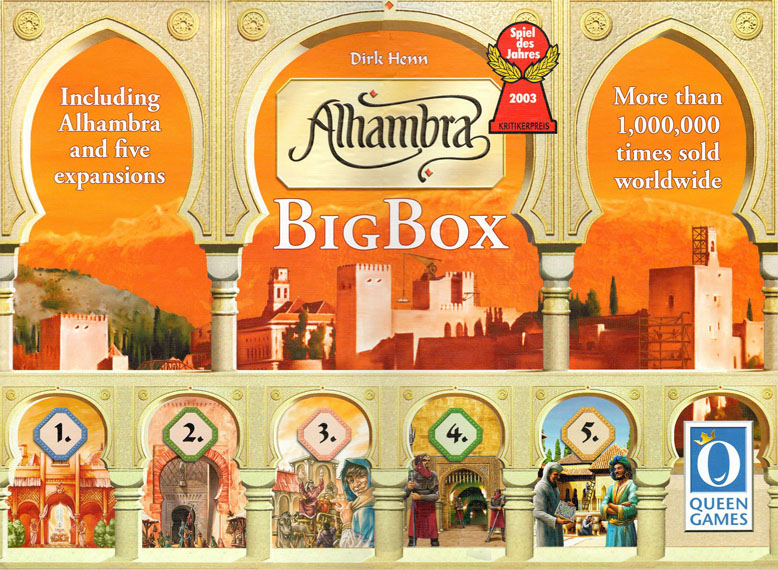 Dirk Henn
Alhambra
BIGBOX
Spiel
des
Jahres
2003
KRITIKERPREIS
Including
Alhambra
and five
expansions
More than
1,000,000
times sold
worldwide
1.
2.
3.
4.
5.
QUEEN
GAMES